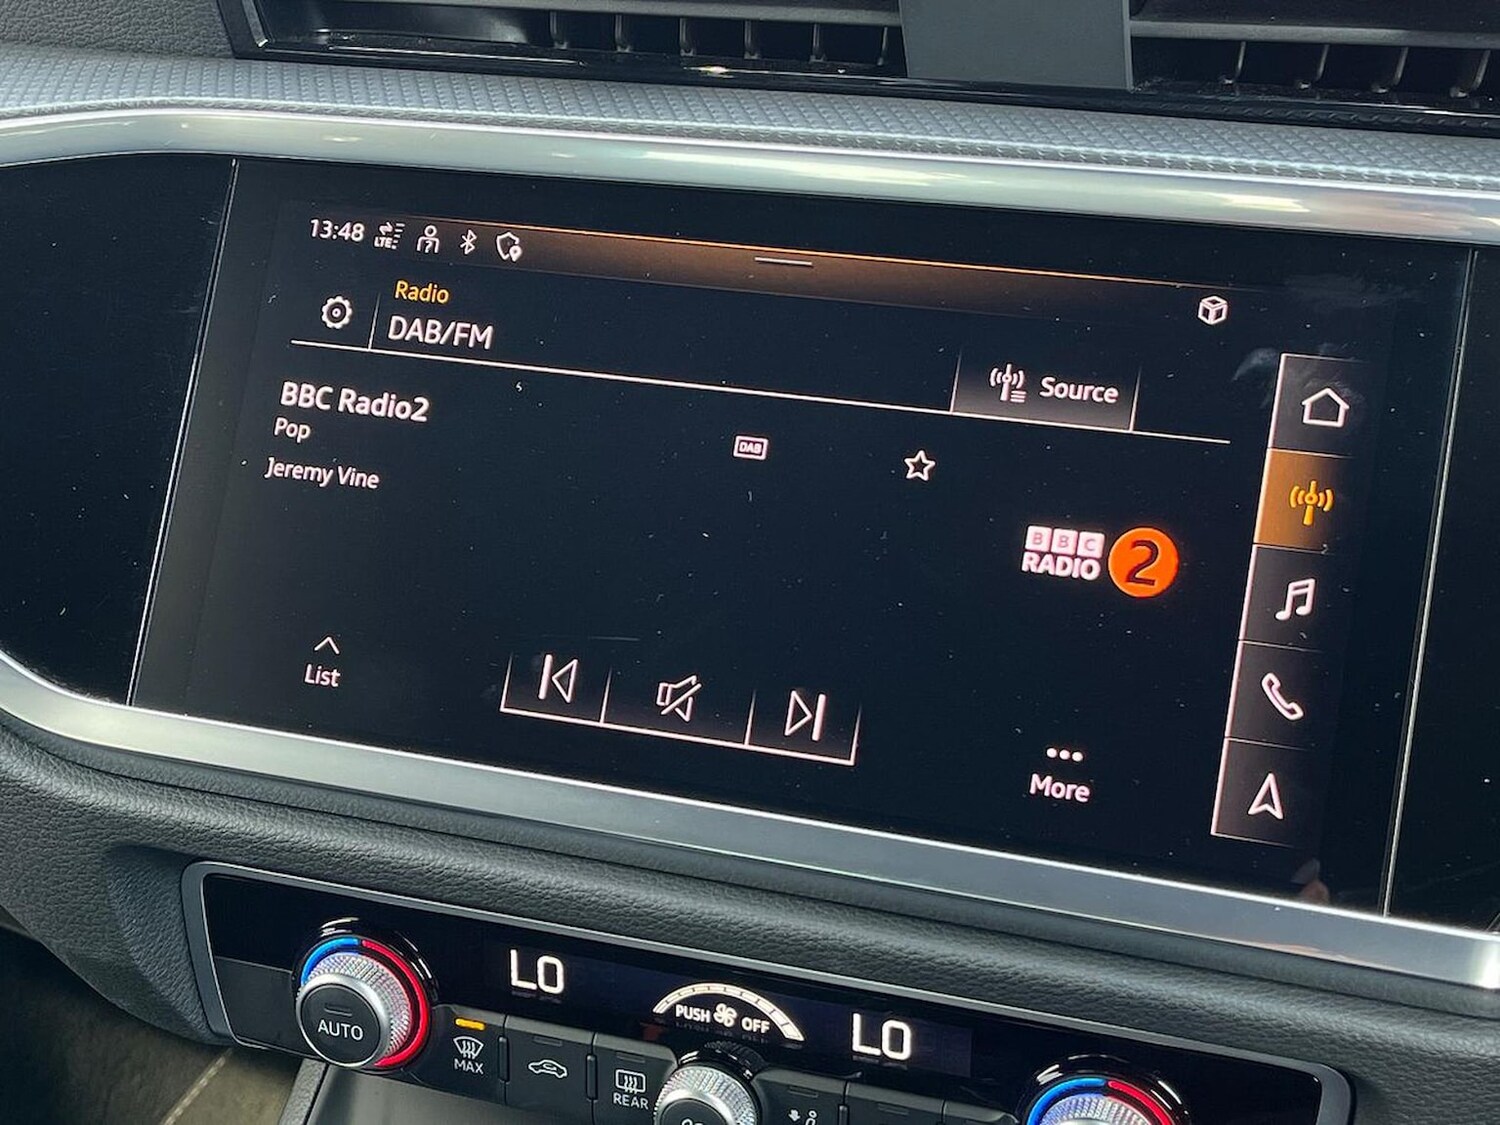 13:48 LTE
Radio
DAB/FM
Source
BBC Radio2
Pop
DAB
Jeremy Vine
BBC
RADIO 2
List
More
LO
PUSH OFF
LO
AUTO
MAX
REAR